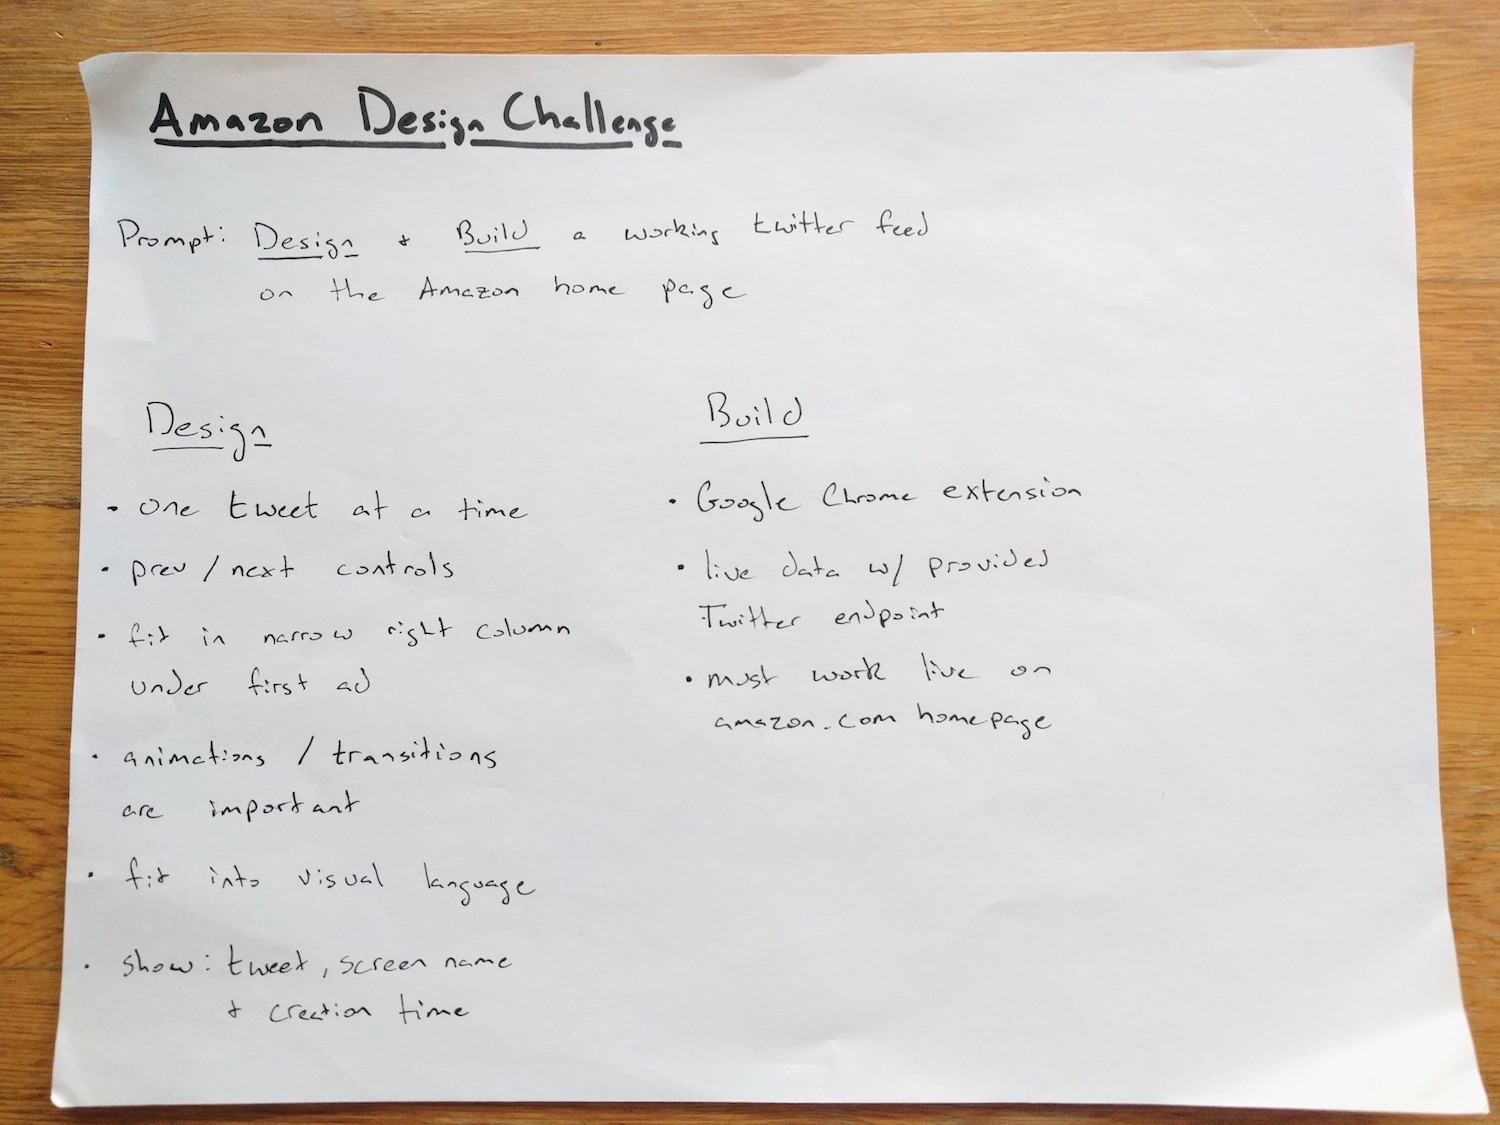 Amazon Design Challenge
Prompt: Design + Build a working twitter feed
on the Amazon home page
Design
• one tweet at a time
• prev / next controls
• fit in narrow right column
under first ad
• animations / transitions
are important
• fit into visual language
• show: tweet, screen name
+ creation time
Build
• Google Chrome extension
• live data w/ provided
Twitter endpoint
• must work live on
amazon.com homepage